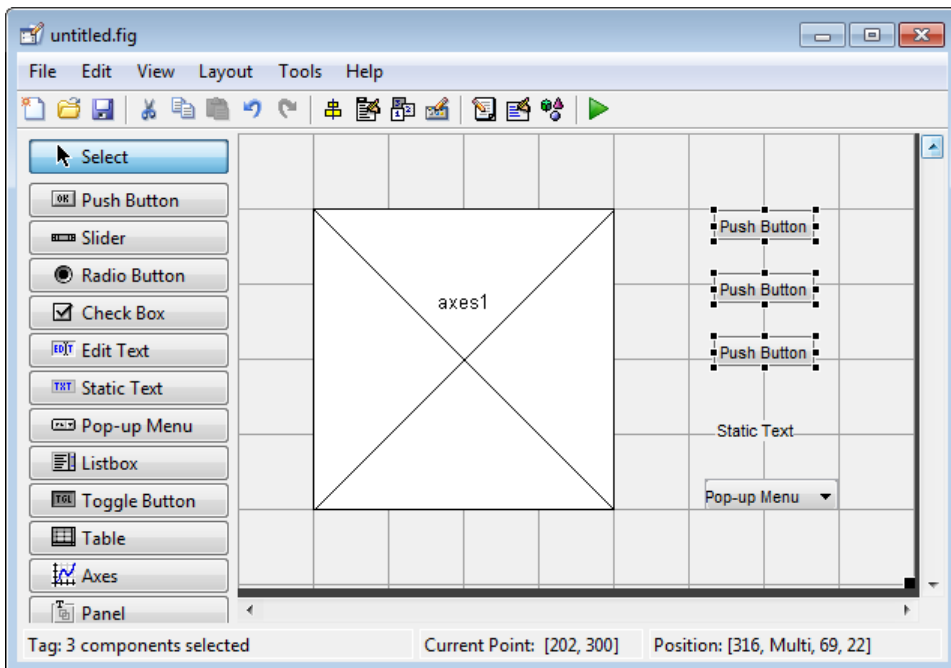 untitled.fig
File Edit View Layout Tools Help
Select
Push Button
Slider
Radio Button
Check Box
Edit Text
Static Text
Pop-up Menu
Listbox
Toggle Button
Table
Axes
Panel
axes1
Push Button
Push Button
Push Button
Static Text
Pop-up Menu
Tag: 3 components selected
Current Point: [202, 300]
Position: [316, Multi, 69, 22]